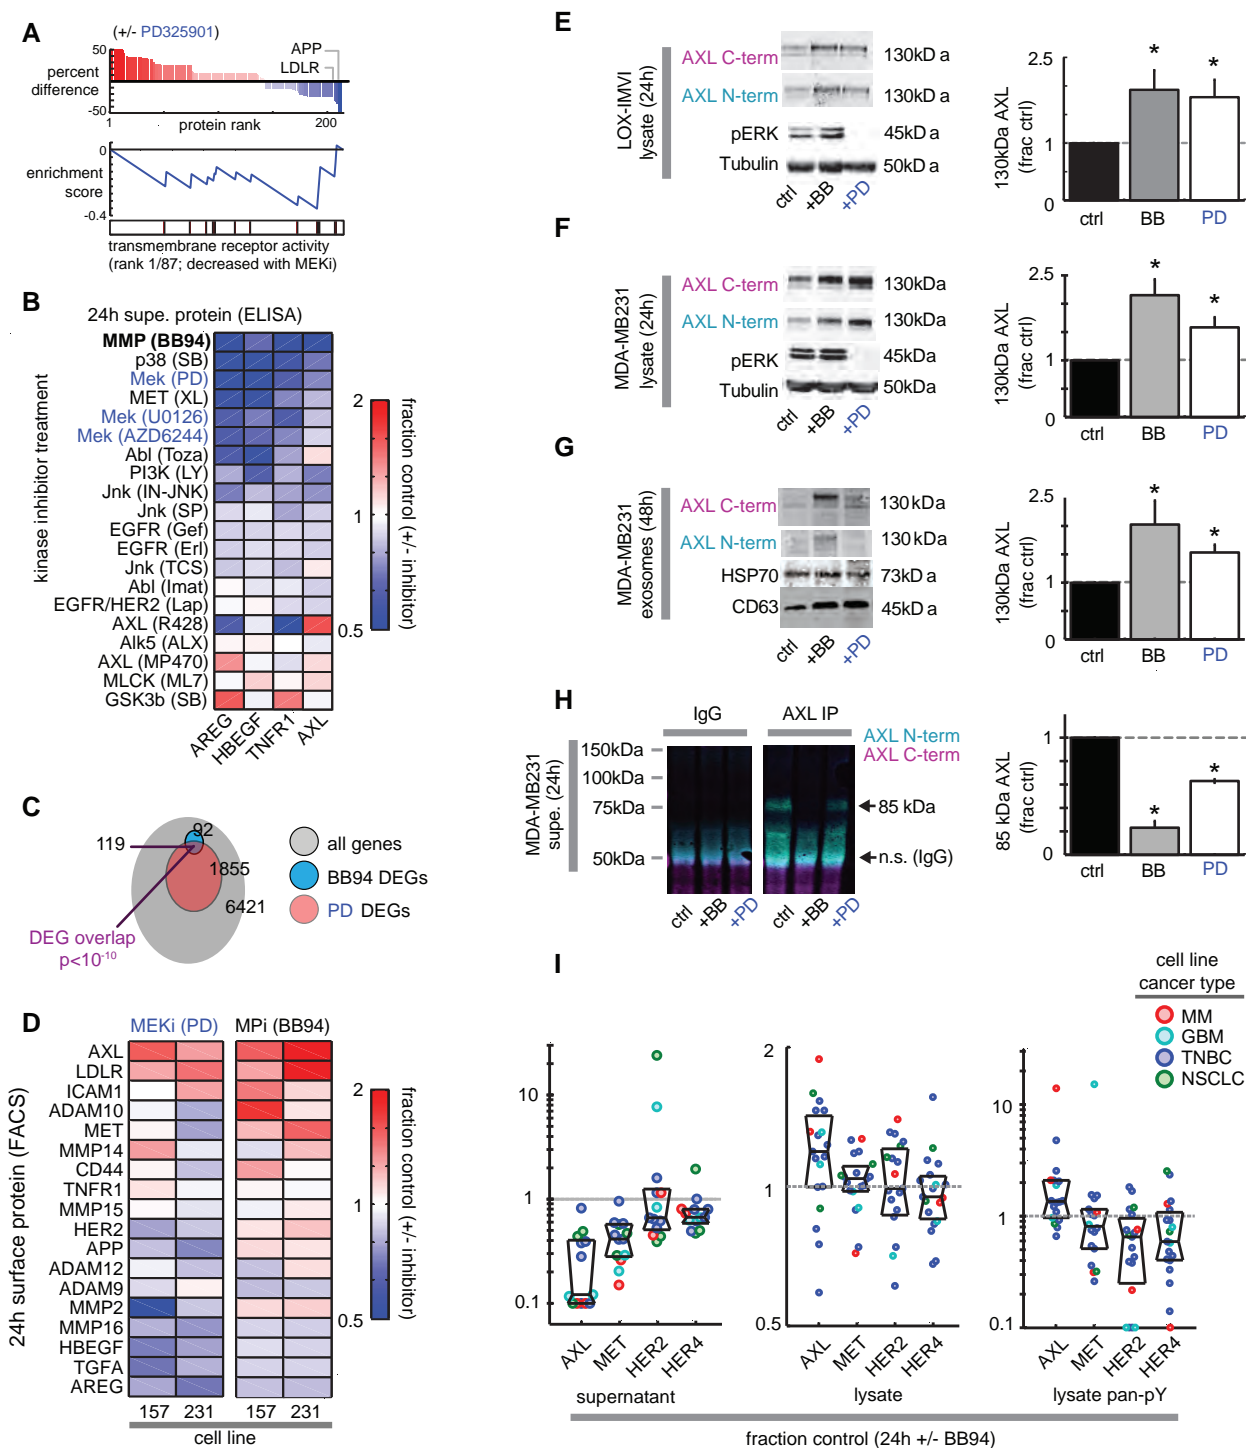 A
(+/- PD325901)
50
percent
difference
-50
APP
LDLR
1
protein rank
200
0
enrichment
score
-0.4
transmembrane receptor activity
(rank 1/87; decreased with MEKi)
B
24h supe. protein (ELISA)
kinase inhibitor treatment
MMP (BB94)
p38 (SB)
Mek (PD)
MET (XL)
Mek (U0126)
Mek (AZD6244)
Abl (Toza)
PI3K (LY)
Jnk (IN-JNK)
Jnk (SP)
EGFR (Gef)
EGFR (Erl)
Jnk (TCS)
Abl (Imat)
EGFR/HER2 (Lap)
AXL (R428)
Alk5 (ALX)
AXL (MP470)
MLCK (ML7)
GSK3b (SB)
AREG
HBEGF
TNFR1
AXL
2
1
0.5
fraction control (+/- inhibitor)
C
119
92
1855
6421
DEG overlap
p<10-10
all genes
BB94 DEGs
PD DEGs
D
MEKi (PD)
MPi (BB94)
24h surface protein (FACS)
AXL
LDLR
ICAM1
ADAM10
MET
MMP14
CD44
TNFR1
MMP15
HER2
APP
ADAM12
ADAM9
MMP2
MMP16
HBEGF
TGFA
AREG
157
231
157
231
cell line
2
1
0.5
fraction control (+/- inhibitor)
E
LOX-IMVI
lysate (24h)
AXL C-term
130kD a
AXL N-term
130kD a
pERK
45kD a
Tubulin
50kD a
ctrl
+BB
+PD
130kDa AXL
(frac ctrl)
2.5
1
0
*
*
ctrl
BB
PD
F
MDA-MB231
lysate (24h)
AXL C-term
130kDa
AXL N-term
130kDa
pERK
45kDa
Tubulin
50kDa
ctrl
+BB
+PD
130kDa AXL
(frac ctrl)
2.5
1
0
*
*
ctrl
BB
PD
G
MDA-MB231
exosomes (48h)
AXL C-term
130kDa
AXL N-term
130kDa
HSP70
73kD a
CD63
45kD a
ctrl
+BB
+PD
130kDa AXL
(frac ctrl)
2.5
1
0
*
*
ctrl
BB
PD
H
IgG
AXL IP
AXL N-term
AXL C-term
MDA-MB231
supe. (24h)
150kDa
100kDa
75kDa
50kDa
85 kDa
n.s. (IgG)
ctrl
+BB
+PD
ctrl
+BB
+PD
85 kDa AXL
(frac ctrl)
1
0
*
*
ctrl
BB
PD
I
cell line
cancer type
MM
GBM
TNBC
NSCLC
10
1
0.1
AXL
MET
HER2
HER4
supernatant
2
1
0.5
AXL
MET
HER2
HER4
lysate
10
1
0.1
AXL
MET
HER2
HER4
lysate pan-pY
fraction control (24h +/- BB94)